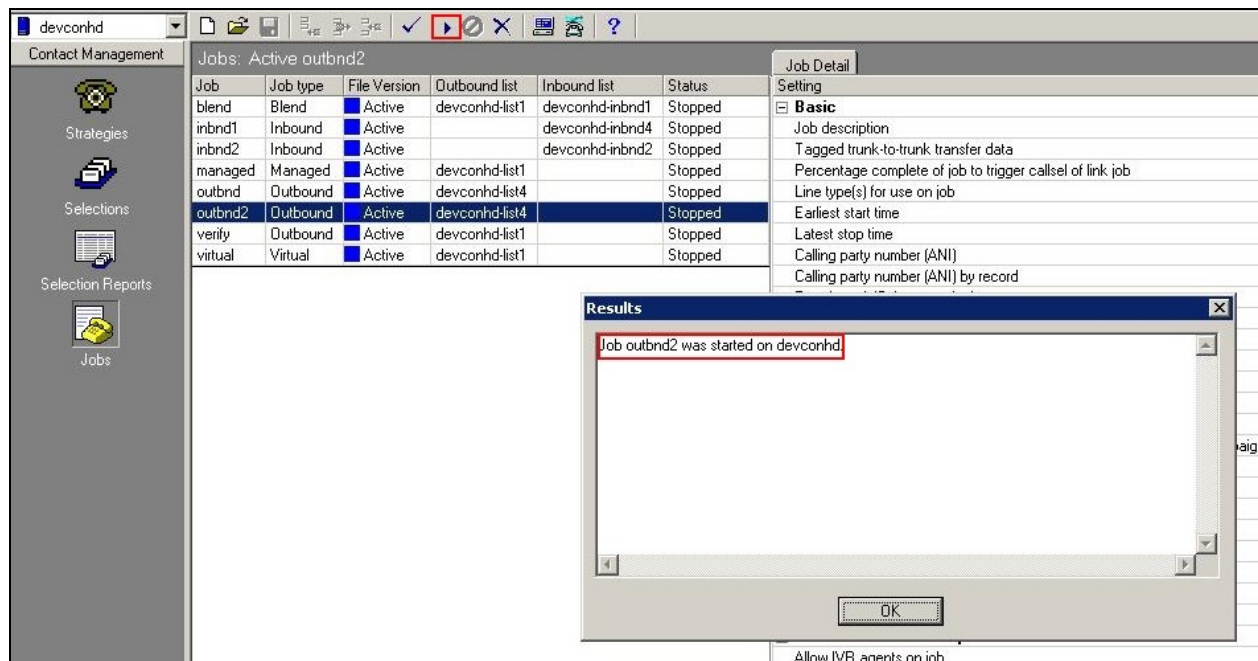 devconhd
Contact Management
Strategies
Selections
Selection Reports
Jobs
Jobs: Active outbnd2
Job Job type File Version Outbound list Inbound list Status
blend Blend Active devconhd-list1 devconhd-inbnd1 Stopped
inbnd1 Inbound Active devconhd-inbnd4 Stopped
inbnd2 Inbound Active devconhd-inbnd2 Stopped
managed Managed Active devconhd-list1 Stopped
outbnd Outbound Active devconhd-list4 Stopped
outbnd2 Outbound Active devconhd-list4 Stopped
verify Outbound Active devconhd-list1 Stopped
virtual Virtual Active devconhd-list1 Stopped
Job Detail
Setting
Basic
Job description
Tagged trunk-to-trunk transfer data
Percentage complete of job to trigger callsel of link job
Line type(s) for use on job
Earliest start time
Latest stop time
Calling party number (ANI)
Calling party number (ANI) by record
Results
Job outbnd2 was started on devconhd.
OK
paig
Allow IVR agents on job